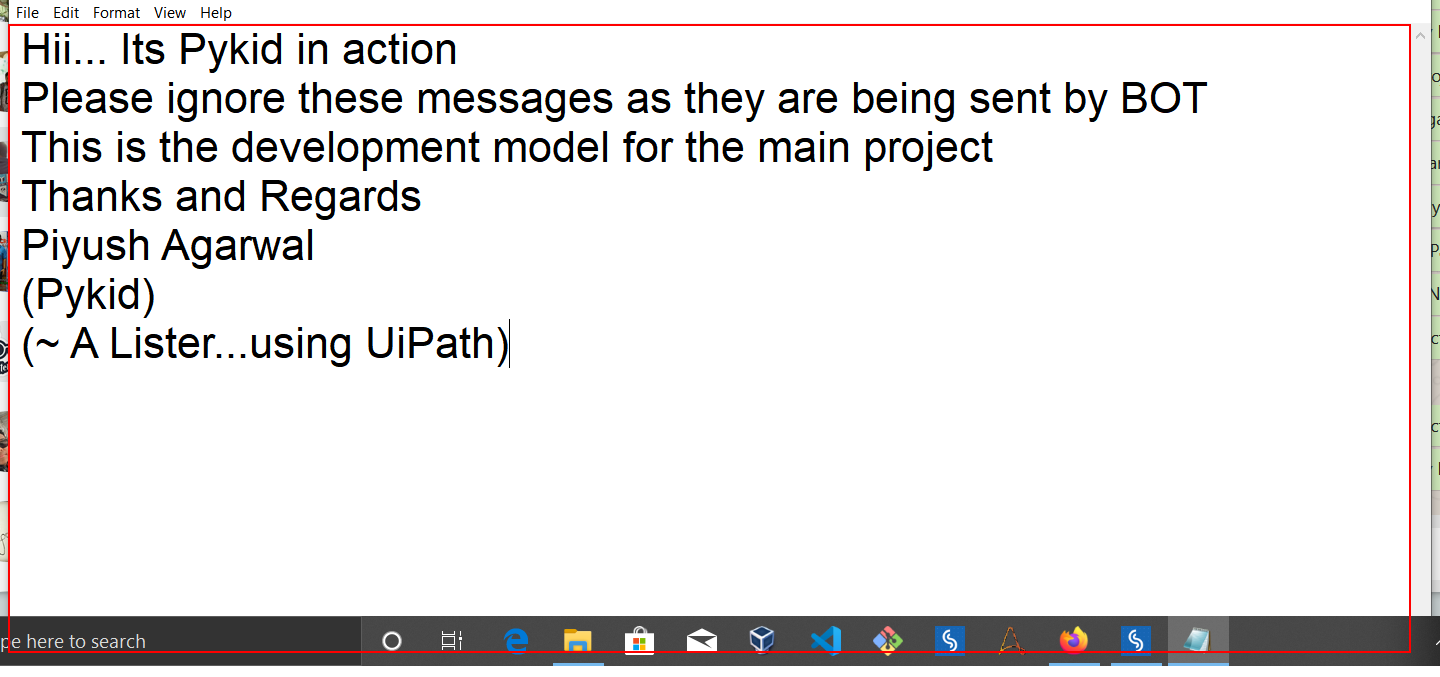 File Edit Format View Help
Hii... Its Pykid in action
Please ignore these messages as they are being sent by BOT
This is the development model for the main project
Thanks and Regards
Piyush Agarwal
(Pykid)
(~ A Lister...using UiPath)
pe here to search